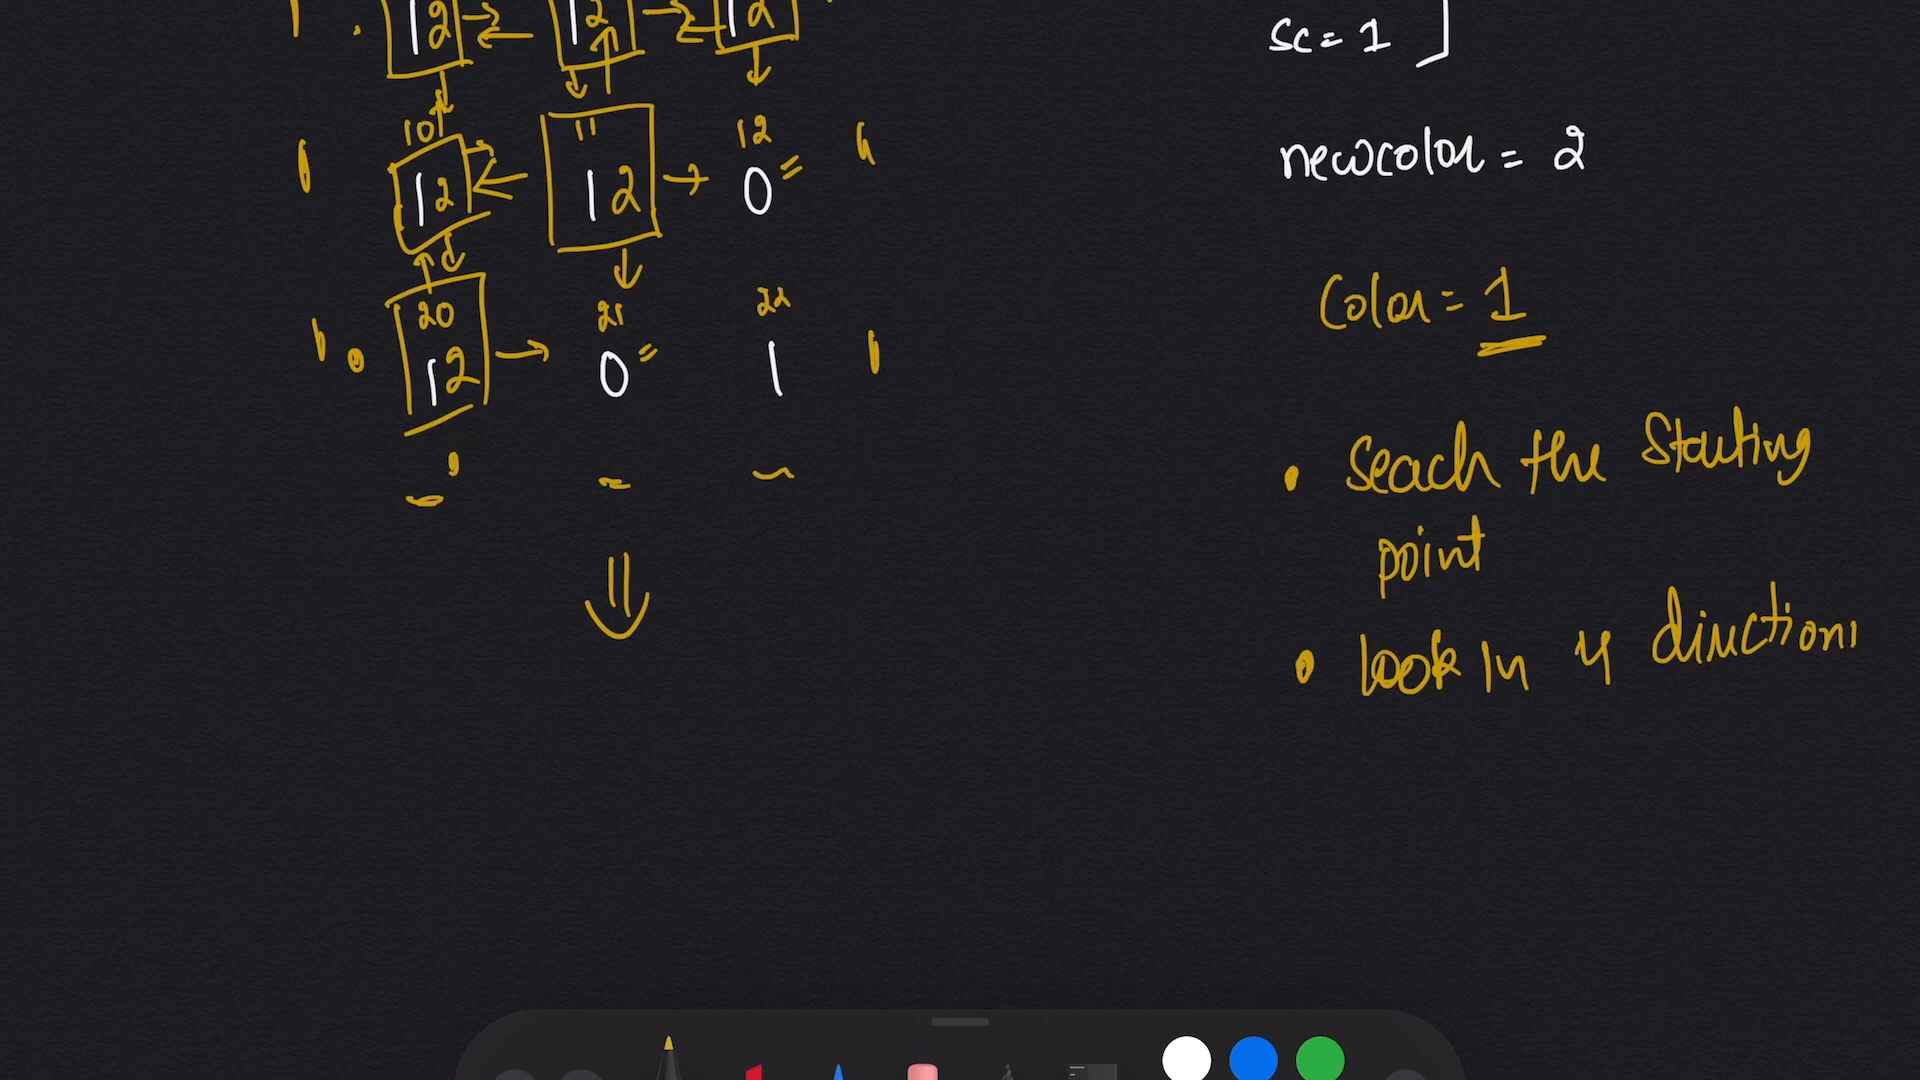 12 12 12
sc = 1
10 11 12
12 12 0
newcolor = 2
20 21 22
12 0 1
Color = 1
• Seach the Starting
point
• look in 4 directions